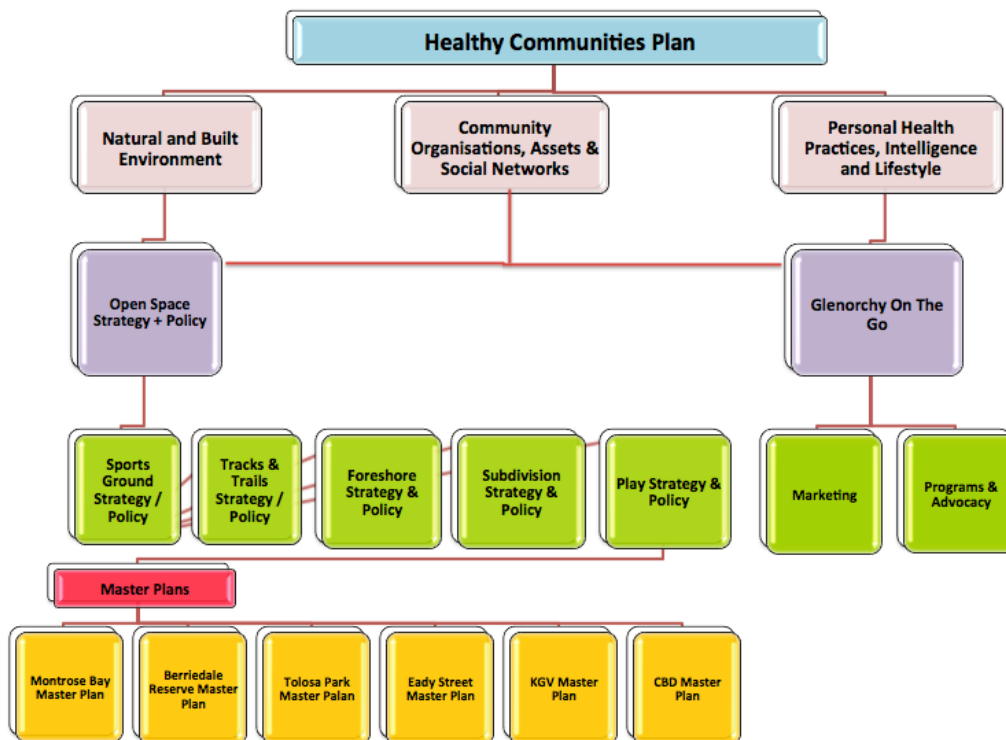 Healthy Communities Plan
Natural and Built
Environment
Community
Organisations, Assets &
Social Networks
Personal Health
Practices, Intelligence
and Lifestyle
Open Space
Strategy + Policy
Glenorchy On The
Go
Sports
Ground
Strategy /
Policy
Tracks &
Trails
Strategy /
Policy
Foreshore
Strategy &
Policy
Subdivision
Strategy &
Policy
Play Strategy &
Policy
Marketing
Programs &
Advocacy
Master Plans
Montrose Bay
Master Plan
Berriedale
Reserve Master
Plan
Tolosa Park
Master Palan
Eady Street
Master Plan
KGV Master
Plan
CBD Master
Plan